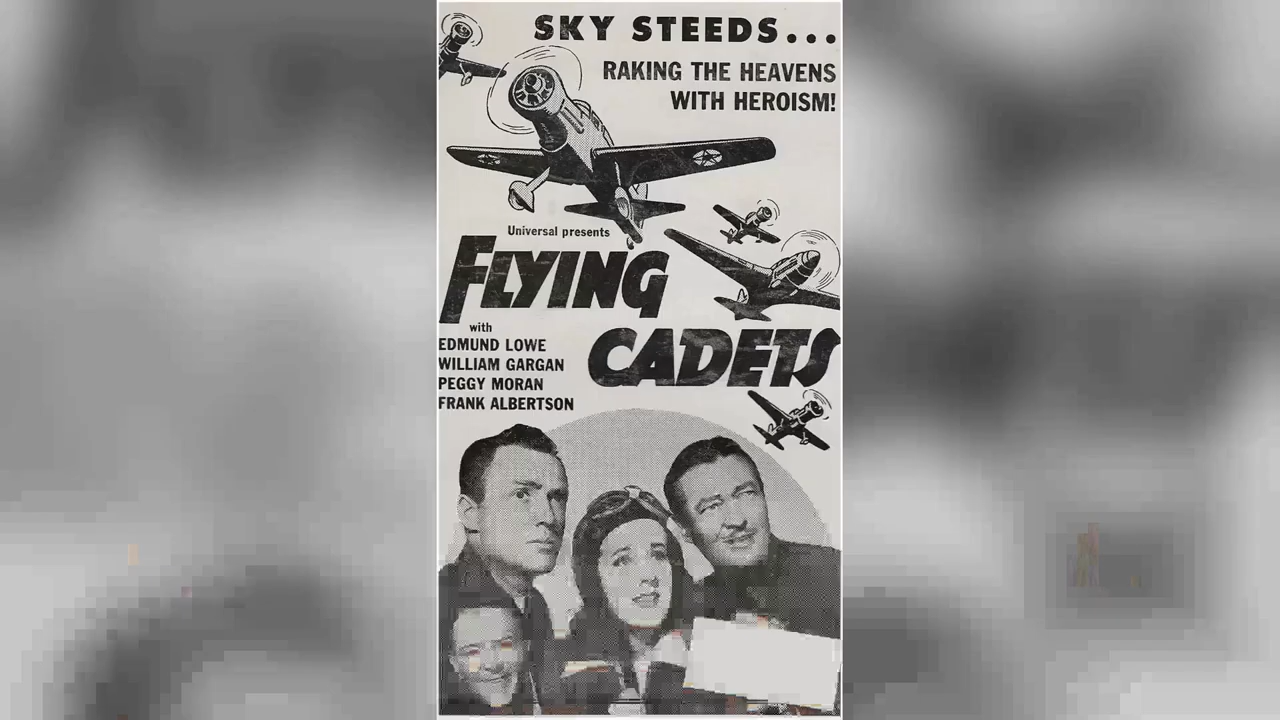 SKY STEEDS...
RAKING THE HEAVENS
WITH HEROISM!
Universal presents
FLYING
CADETS
with
EDMUND LOWE
WILLIAM GARGAN
PEGGY MORAN
FRANK ALBERTSON